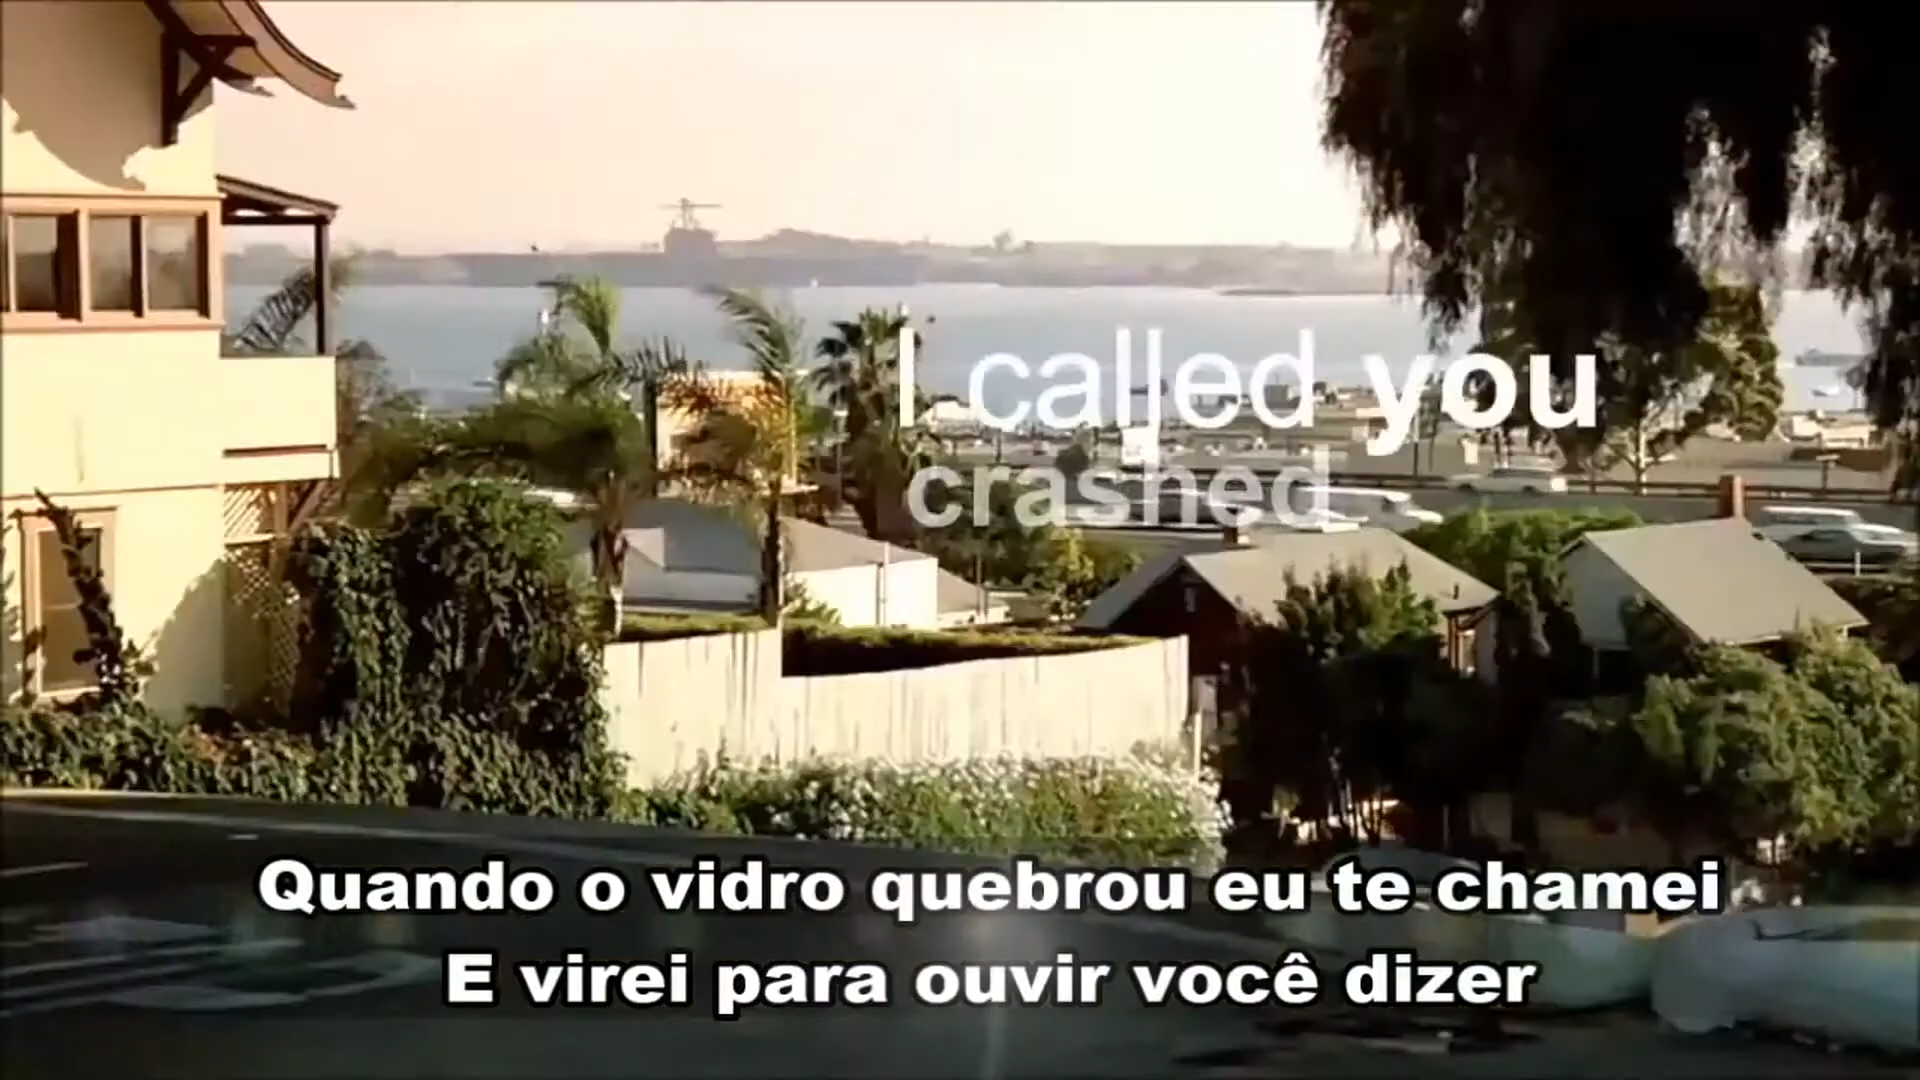 I called you
crashed
Quando o vidro quebrou eu te chamei
E virei para ouvir você dizer